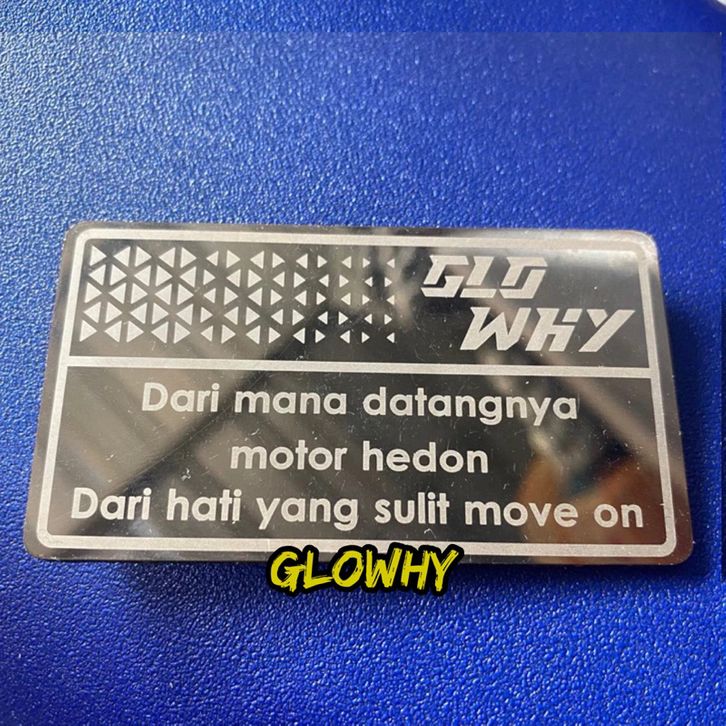 GLO
WHY
Dari mana datangnya
motor hedon
Dari hati yang sulit move on
GLOWHY